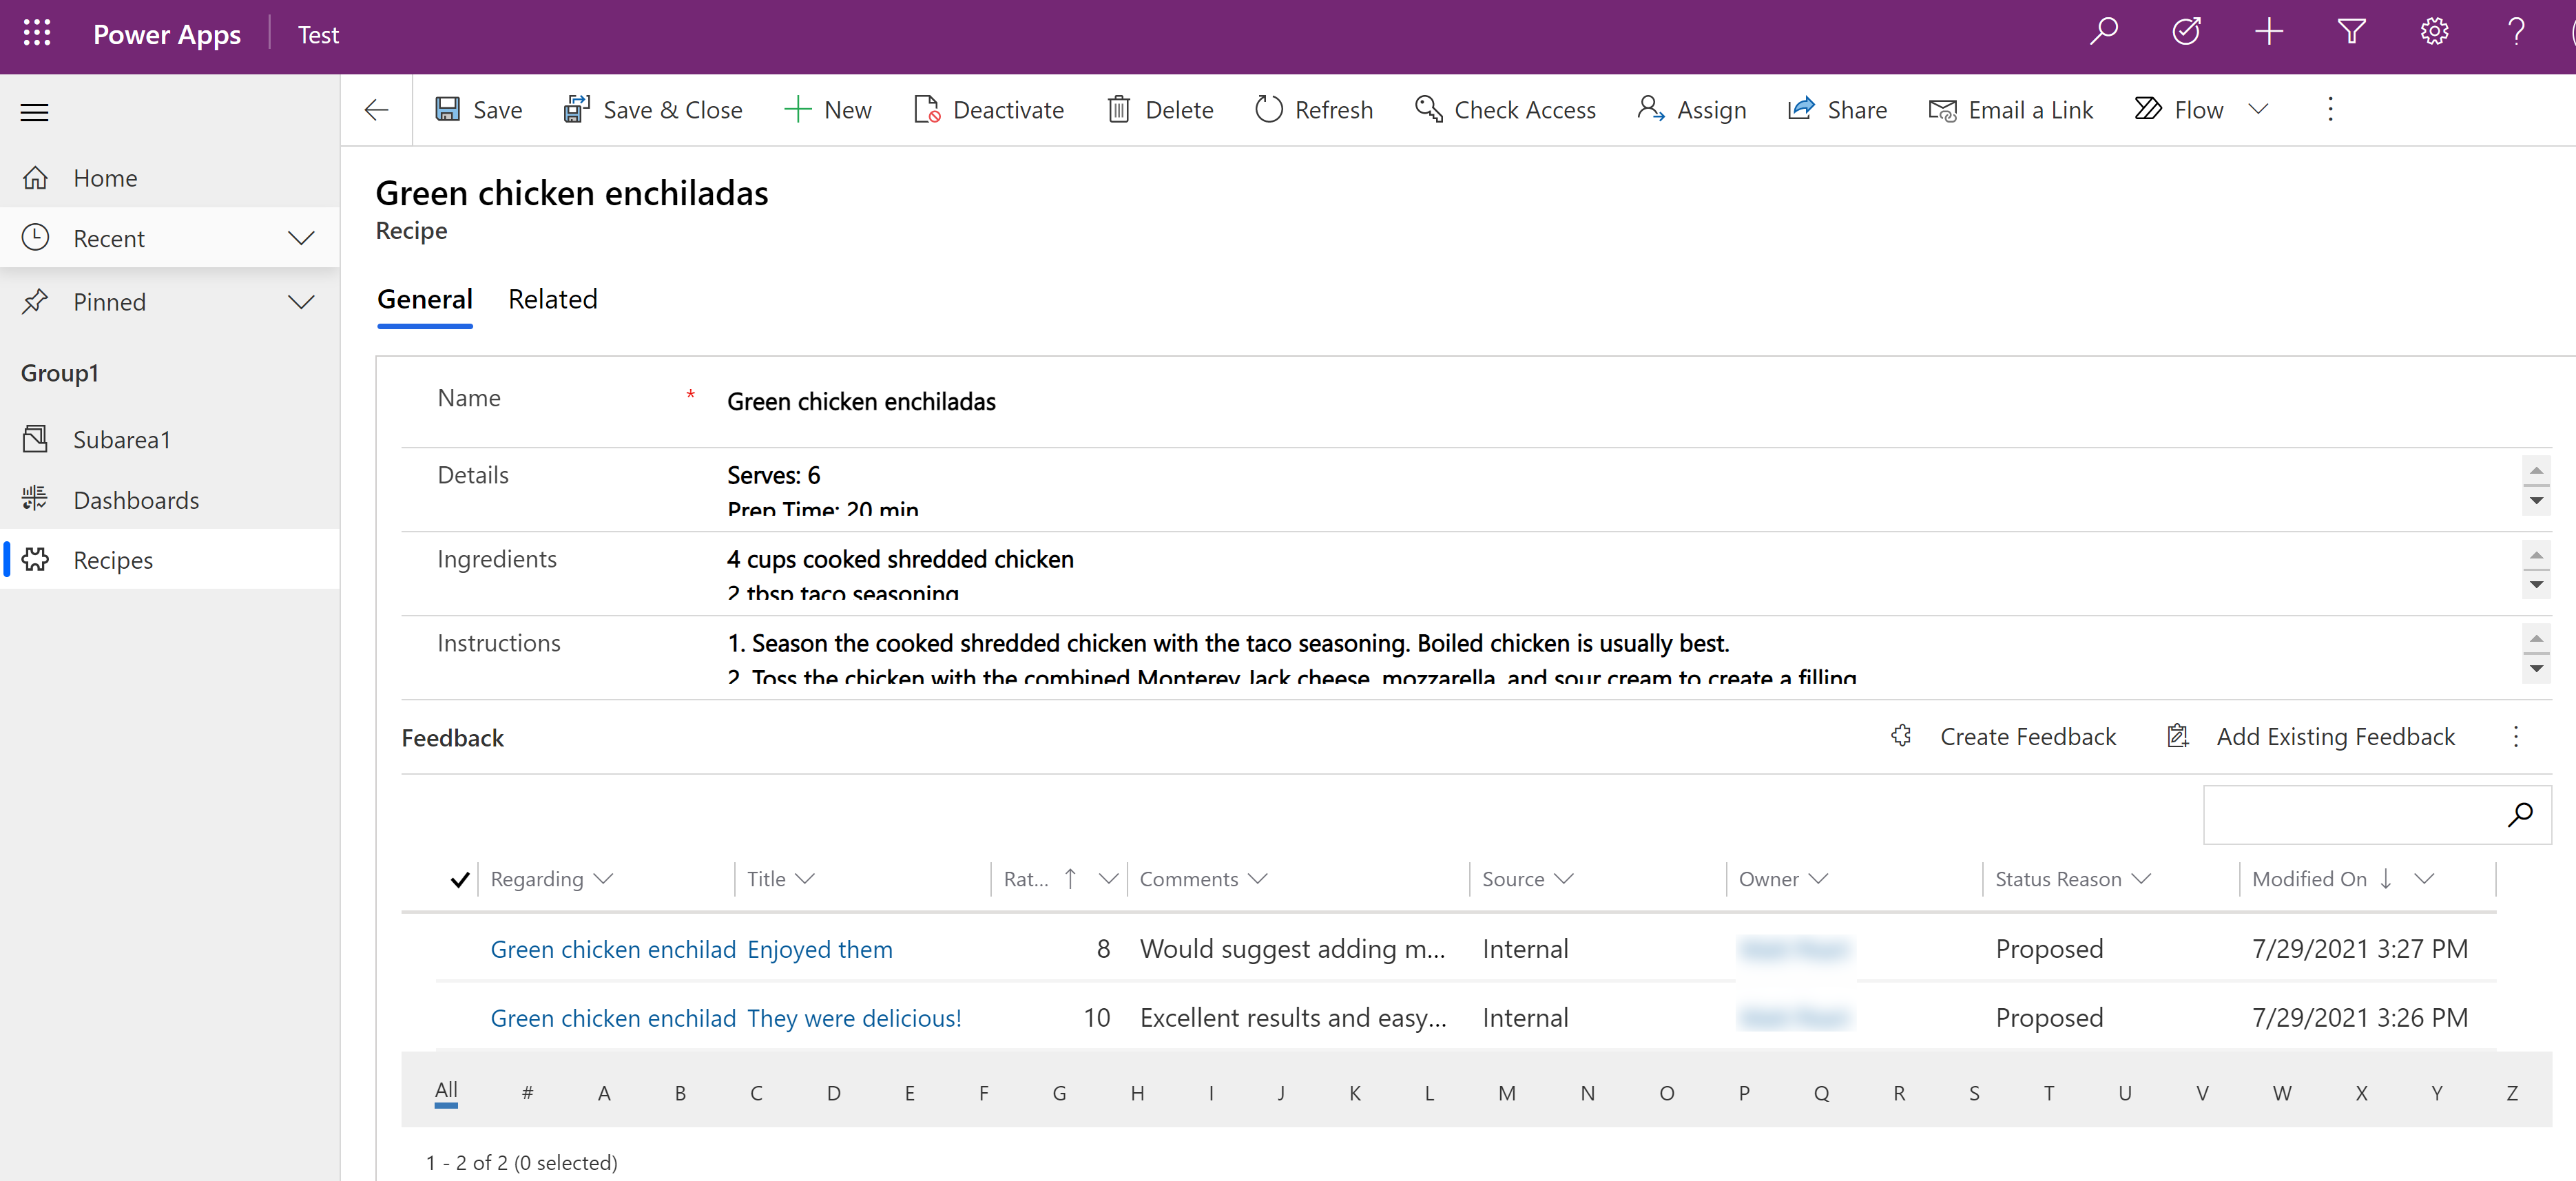 Power Apps Test
Save Save & Close New Deactivate Delete Refresh Check Access Assign Share Email a Link Flow
Home
Recent
Pinned
Group1
Subarea1
Dashboards
Recipes
Green chicken enchiladas
Recipe
General Related
Name * Green chicken enchiladas
Details Serves: 6
Prep Time: 20 min
Ingredients 4 cups cooked shredded chicken
2 tbsp taco seasoning
Instructions 1. Season the cooked shredded chicken with the taco seasoning. Boiled chicken is usually best.
2. Toss the chicken with the combined Monterey Jack cheese, mozzarella, and sour cream to create a filling
Feedback Create Feedback Add Existing Feedback
Regarding Title Rat... Comments Source Owner Status Reason Modified On
Green chicken enchilad Enjoyed them 8 Would suggest adding m... Internal Proposed 7/29/2021 3:27 PM
Green chicken enchilad They were delicious! 10 Excellent results and easy... Internal Proposed 7/29/2021 3:26 PM
All # A B C D E F G H I J K L M N O P Q R S T U V W X Y Z
1 - 2 of 2 (0 selected)